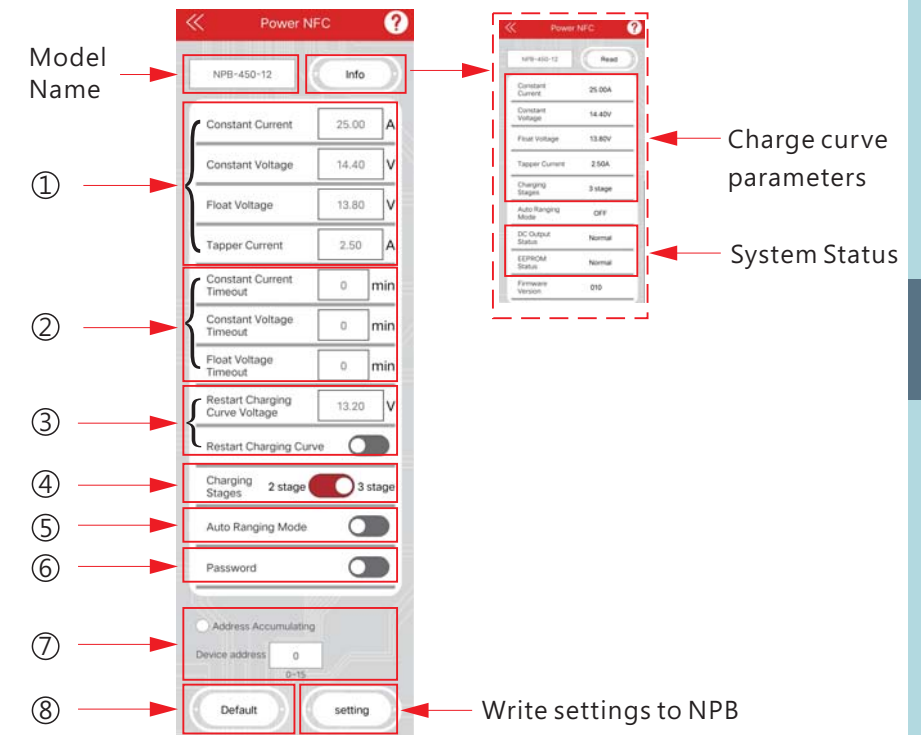 Power NFC
?
Model
Name
NPB-450-12
Info
①
Constant Current
25.00
A
Constant Voltage
14.40
V
Float Voltage
13.80
V
Tapper Current
2.50
A
②
Constant Current
Timeout
0
min
Constant Voltage
Timeout
0
min
Float Voltage
Timeout
0
min
③
Restart Charging
Curve Voltage
13.20
V
Restart Charging Curve
④
Charging
Stages
2 stage
3 stage
⑤
Auto Ranging Mode
⑥
Password
⑦
Address Accumulating
Device address
0
0-15
⑧
Default
setting
Write settings to NPB
Power NFC
?
NPB-450-12
Read
Constant
Current
25.00A
Constant
Voltage
14.40V
Float Voltage
13.80V
Tapper Current
2.50A
Charging
Stages
3 stage
Auto Ranging
Mode
OFF
DC Output
Status
Normal
EEPROM
Status
Normal
Firmware
Version
010
Charge curve
parameters
System Status